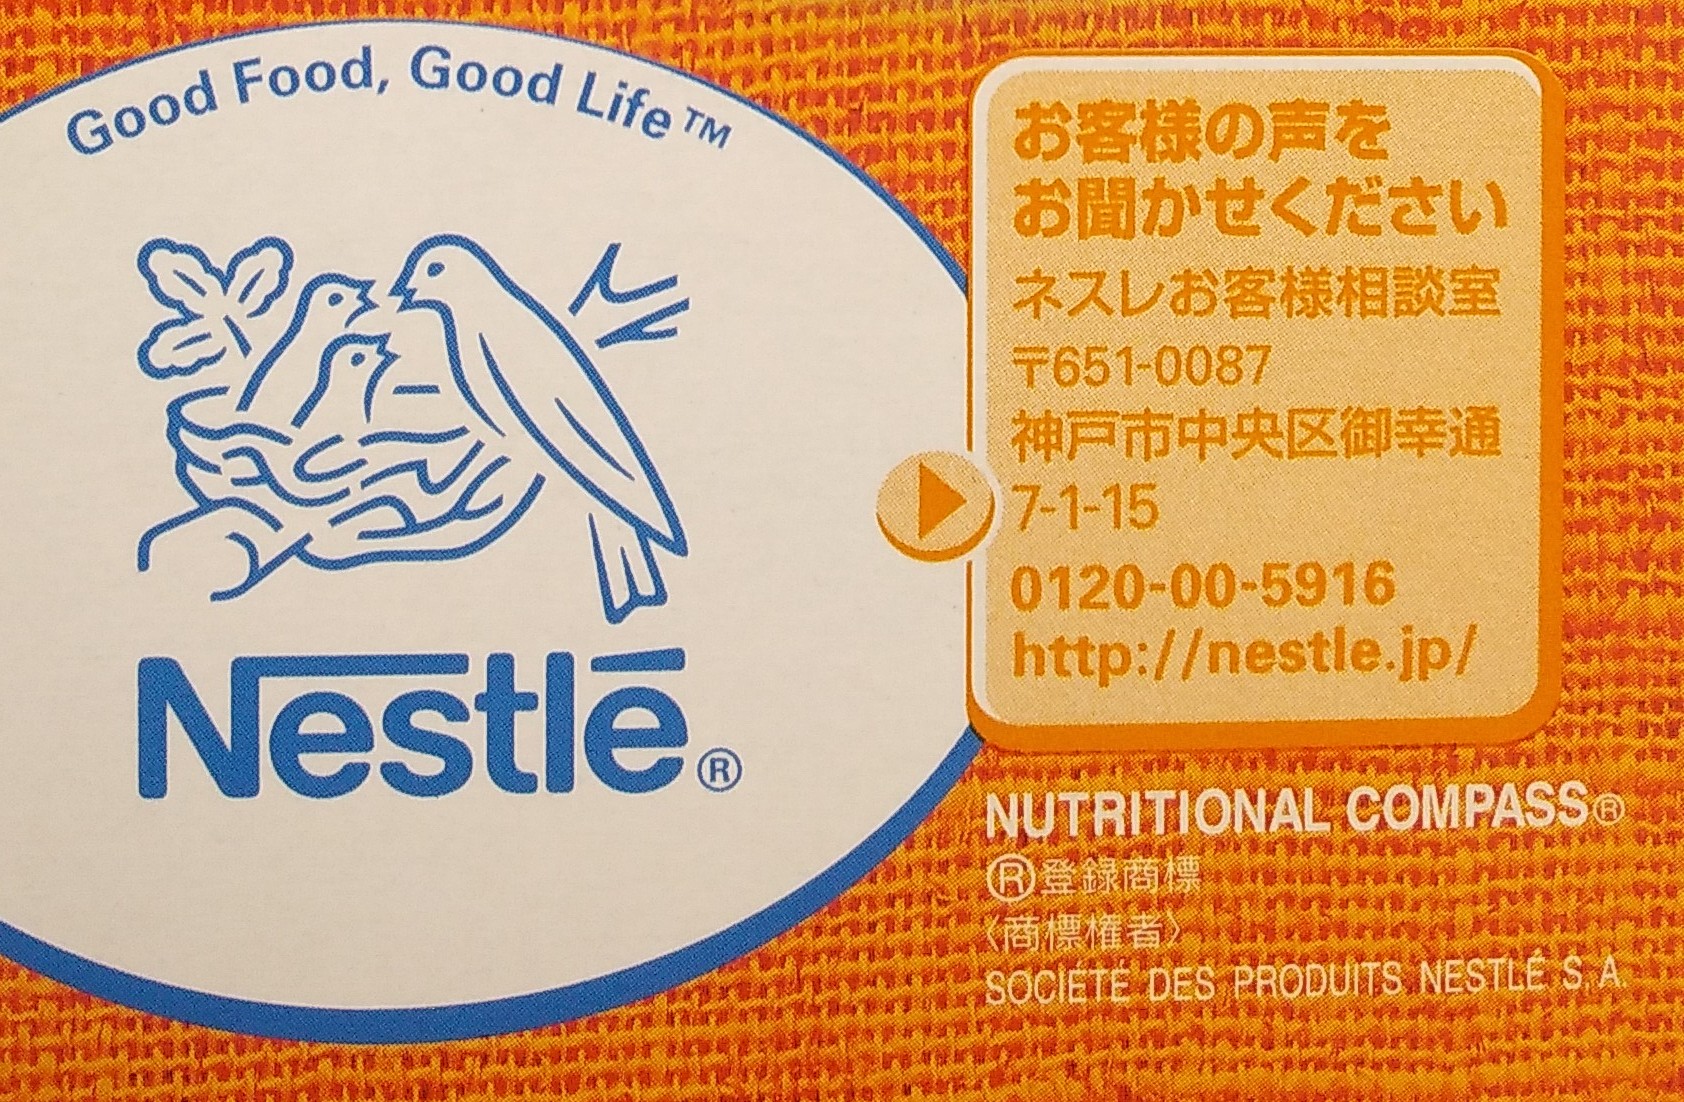 Good Food, Good Life™
Nestlé®
お客様の声を
お聞かせください
ネスレお客様相談室
〒651-0087
神戸市中央区御幸通
7-1-15
0120-00-5916
http://nestle.jp/
NUTRITIONAL COMPASS®
®登録商標
〈商標権者〉
SOCIÉTÉ DES PRODUITS NESTLÉ S.A.